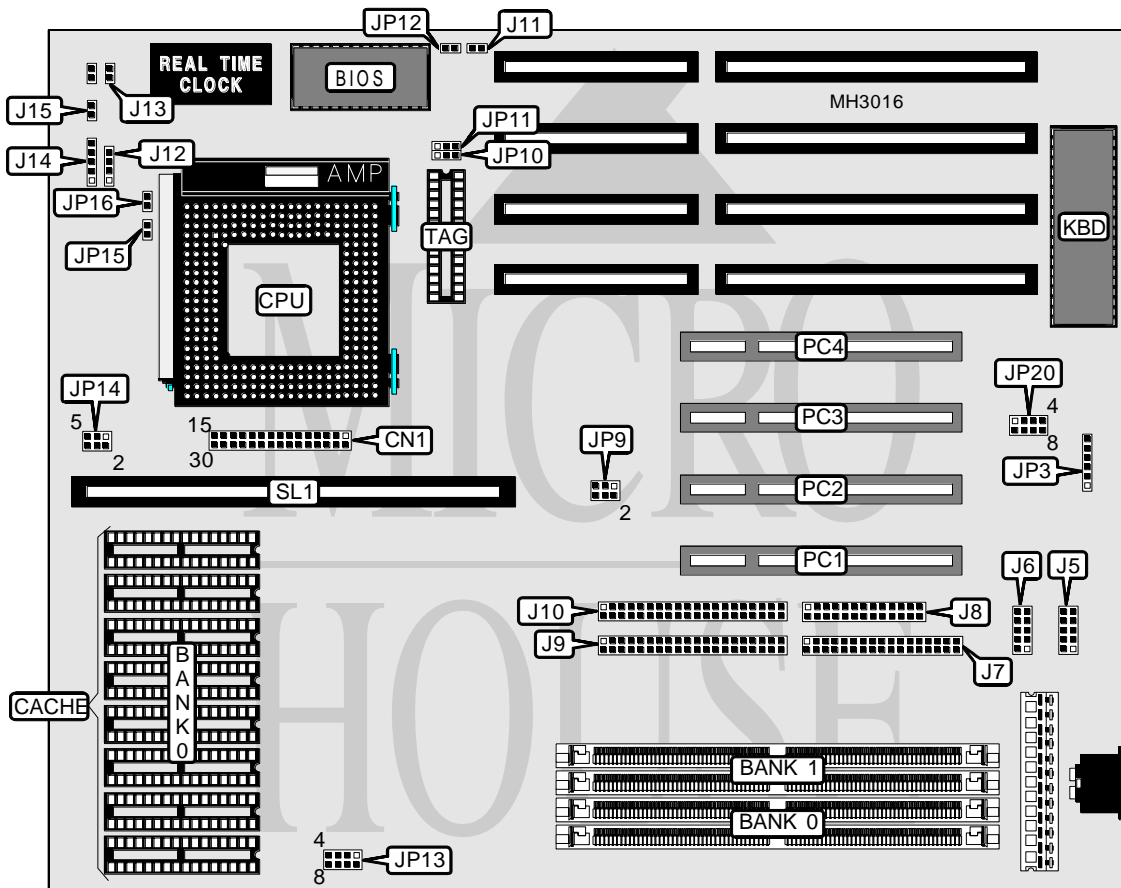 JP12
J11
REAL TIME
CLOCK
BIOS
MH3016
J15
J13
J14
J12
JP11
JP10
AMP
JP16
JP15
TAG
KBD
CPU
PC4
JP14
5
2
15
30
CN1
JP9
2
PC3
JP20
4
8
JP3
SL1
PC2
PC1
J6
J5
J10
J8
J9
J7
CACHE
BANK0
BANK 1
BANK 0
4
8
JP13
MICRO
HOUSE